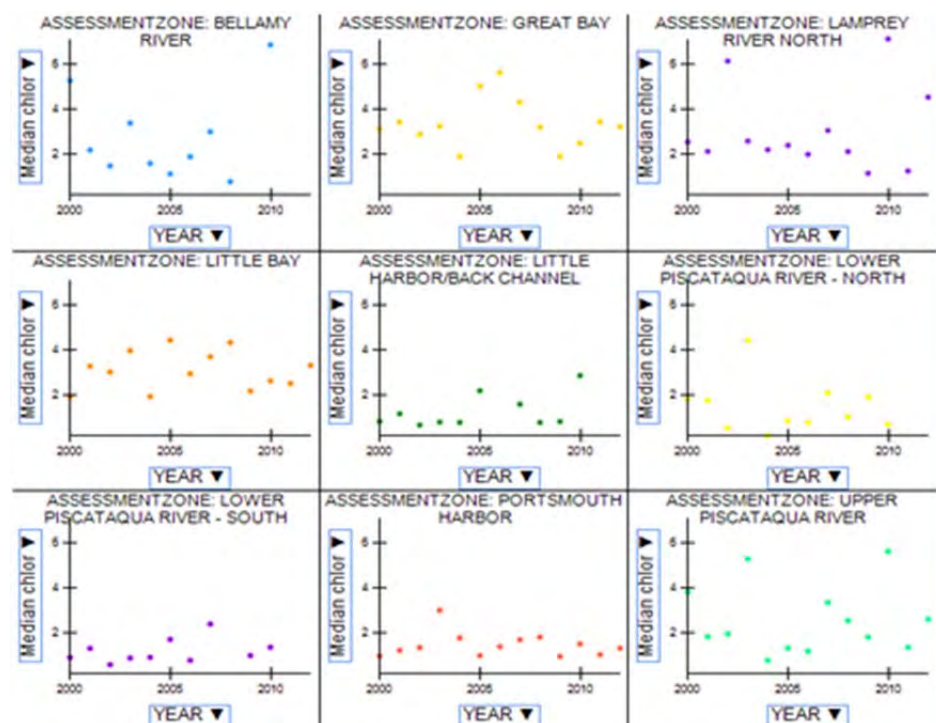 ASSESSMENTZONE: BELLAMY
RIVER
Median chlor ▼
6
4
2
2000 2005 2010
YEAR ▼
ASSESSMENTZONE: GREAT BAY
Median chlor ▼
6
4
2
2000 2005 2010
YEAR ▼
ASSESSMENTZONE: LAMPREY
RIVER NORTH
Median chlor ▼
6
4
2
2000 2005 2010
YEAR ▼
ASSESSMENTZONE: LITTLE BAY
Median chlor ▼
6
4
2
2000 2005 2010
YEAR ▼
ASSESSMENTZONE: LITTLE
HARBOR/BACK CHANNEL
Median chlor ▼
6
4
2
2000 2005 2010
YEAR ▼
ASSESSMENTZONE: LOWER
PISCATAQUA RIVER - NORTH
Median chlor ▼
6
4
2
2000 2005 2010
YEAR ▼
ASSESSMENTZONE: LOWER
PISCATAQUA RIVER - SOUTH
Median chlor ▼
6
4
2
2000 2005 2010
YEAR ▼
ASSESSMENTZONE: PORTSMOUTH
HARBOR
Median chlor ▼
6
4
2
2000 2005 2010
YEAR ▼
ASSESSMENTZONE: UPPER
PISCATAQUA RIVER
Median chlor ▼
6
4
2
2000 2005 2010
YEAR ▼